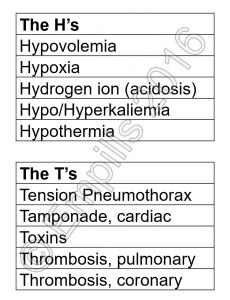 The H's
Hypovolemia
Hypoxia
Hydrogen ion (acidosis)
Hypo/Hyperkaliemia
Hypothermia
The T's
Tension Pneumothorax
Tamponade, cardiac
Toxins
Thrombosis, pulmonary
Thrombosis, coronary
© Empills 2016